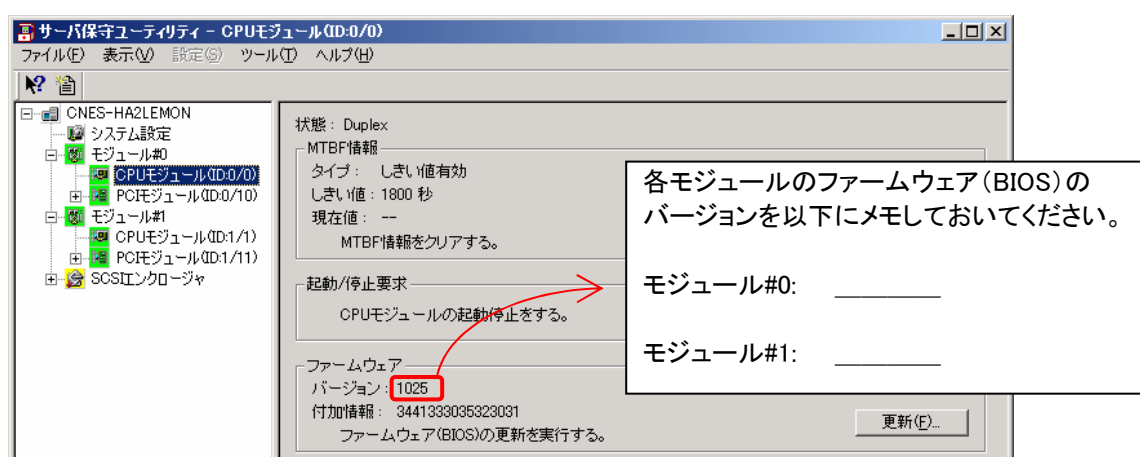 サーバ保守ユーティリティ - CPUモジュール(ID:0/0)
ファイル(F) 表示(V) 設定(S) ツール(T) ヘルプ(H)
CNES-HA2LEMON
システム設定
モジュール#0
CPUモジュール(ID:0/0)
PCIモジュール(ID:0/10)
モジュール#1
CPUモジュール(ID:1/1)
PCIモジュール(ID:1/11)
SCSIエンクロージャ
状態 : Duplex
MTBF情報
タイプ : しきい値有効
しきい値 : 1800 秒
現在値 : --
MTBF情報をクリアする。
起動/停止要求
CPUモジュールの起動停止をする。
ファームウェア
バージョン : 1025
付加情報 : 3441333035323031
ファームウェア(BIOS)の更新を実行する。
更新(F)...
各モジュールのファームウェア(BIOS)の
バージョンを以下にメモしておいてください。
モジュール#0: ________
モジュール#1: ________